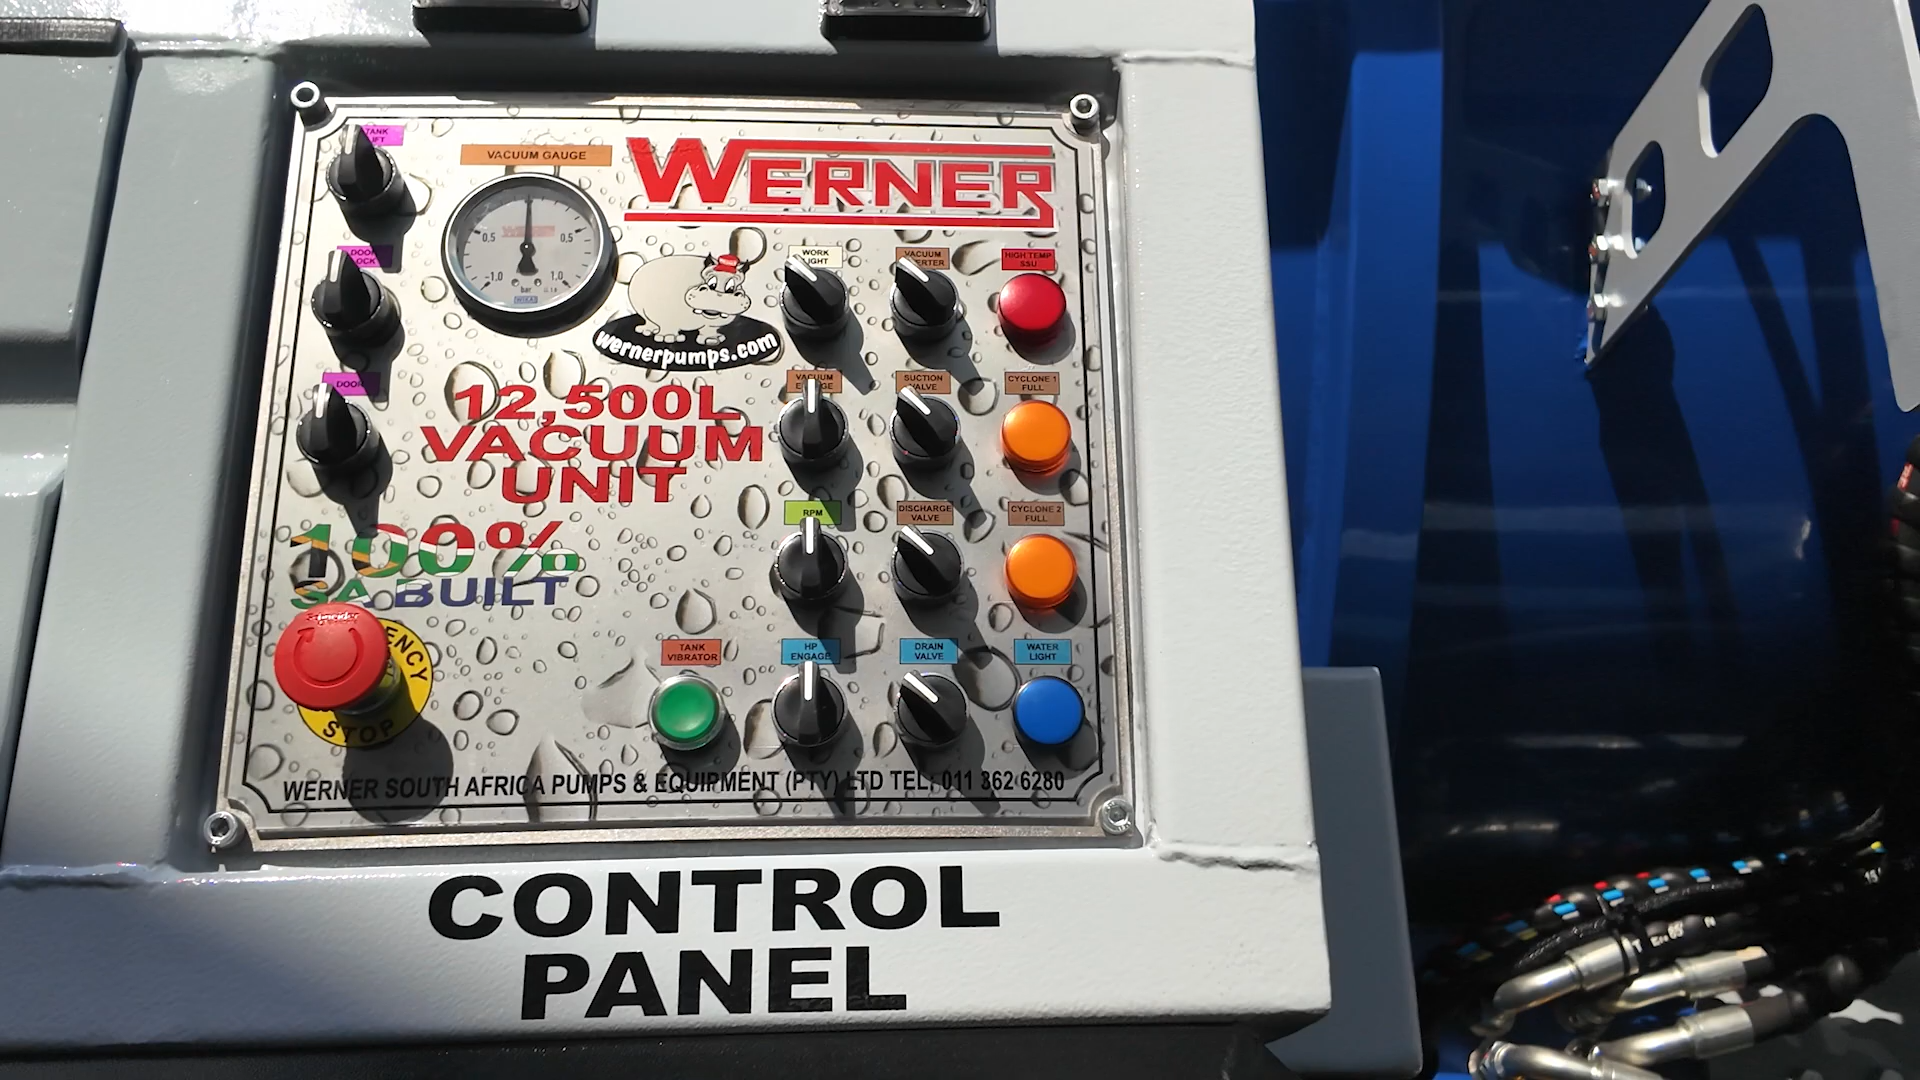 TANK
VACUUM GAUGE
WERNER
0,5 0,5
-1,0 1,0
bar
WIKA
DOOR
DOOR
wernerpumps.com
WORK
LIGHT
VACUUM
HIGH TEMP
SSU
12,500L
VACUUM
UNIT
VACUUM
SUCTION
VALVE
CYCLONE 1
FULL
100%
SA BUILT
RPM
DISCHARGE
VALVE
CYCLONE 2
FULL
STOP
TANK
VIBRATOR
HP
ENGAGE
DRAIN
VALVE
WATER
LIGHT
WERNER SOUTH AFRICA PUMPS & EQUIPMENT (PTY) LTD TEL: 011 362 6280
CONTROL
PANEL